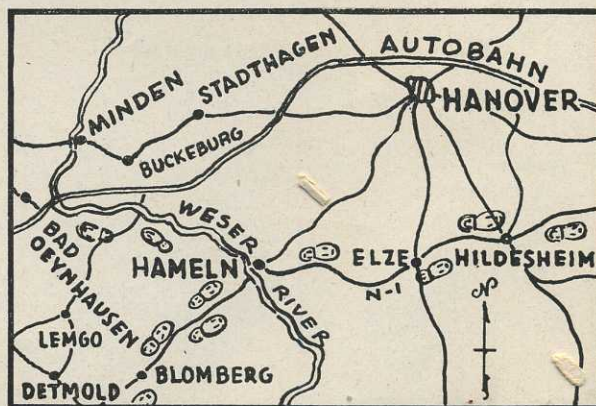 AUTOBAHN
STADTHAGEN
MINDEN
HANOVER
BUCKEBURG
WESER
RIVER
BAD
OEYNHAUSEN
HAMELN
ELZE
HILDESHEIM
N-1
N
LEMGO
DETMOLD
BLOMBERG